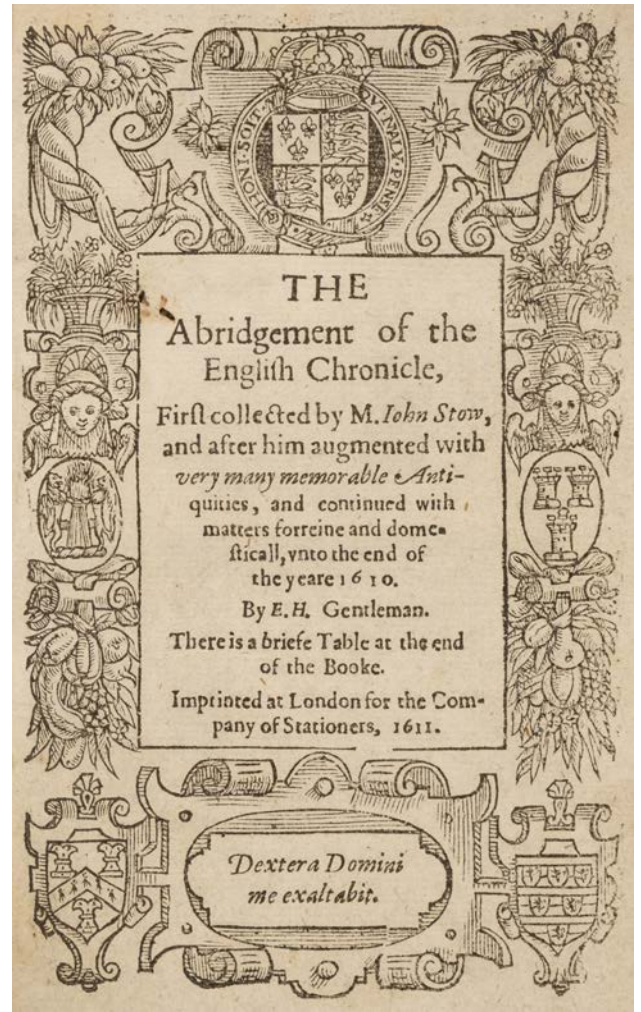 HONI·SOIT· QVI·MALY·PENS
THE
Abridgement of the
Engliſh Chronicle,
Firſt collected by M. Iohn Stow,
and after him augmented with
very many memorable Anti-
quities, and continued with
matters forreine and dome-
ſticall, vnto the end of
the yeare 1610.
By E. H. Gentleman.
There is a briefe Table at the end
of the Booke.
Imprinted at London for the Com-
pany of Stationers, 1611.
Dextera Domini
me exaltabit.